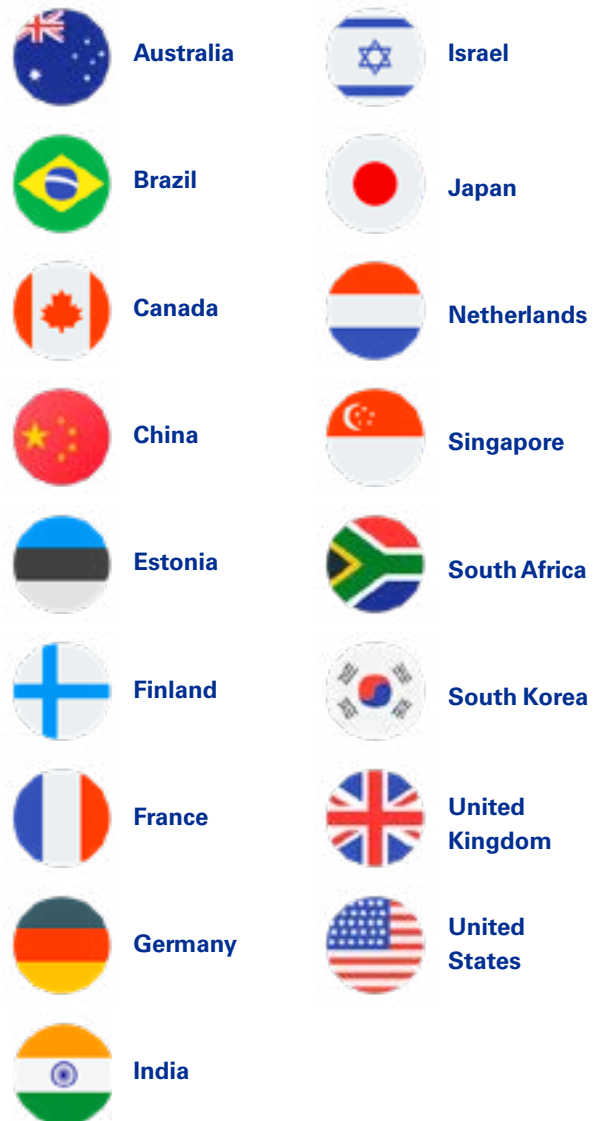 Australia
Brazil
Canada
China
Estonia
Finland
France
Germany
India
Israel
Japan
Netherlands
Singapore
South Africa
South Korea
United
Kingdom
United
States